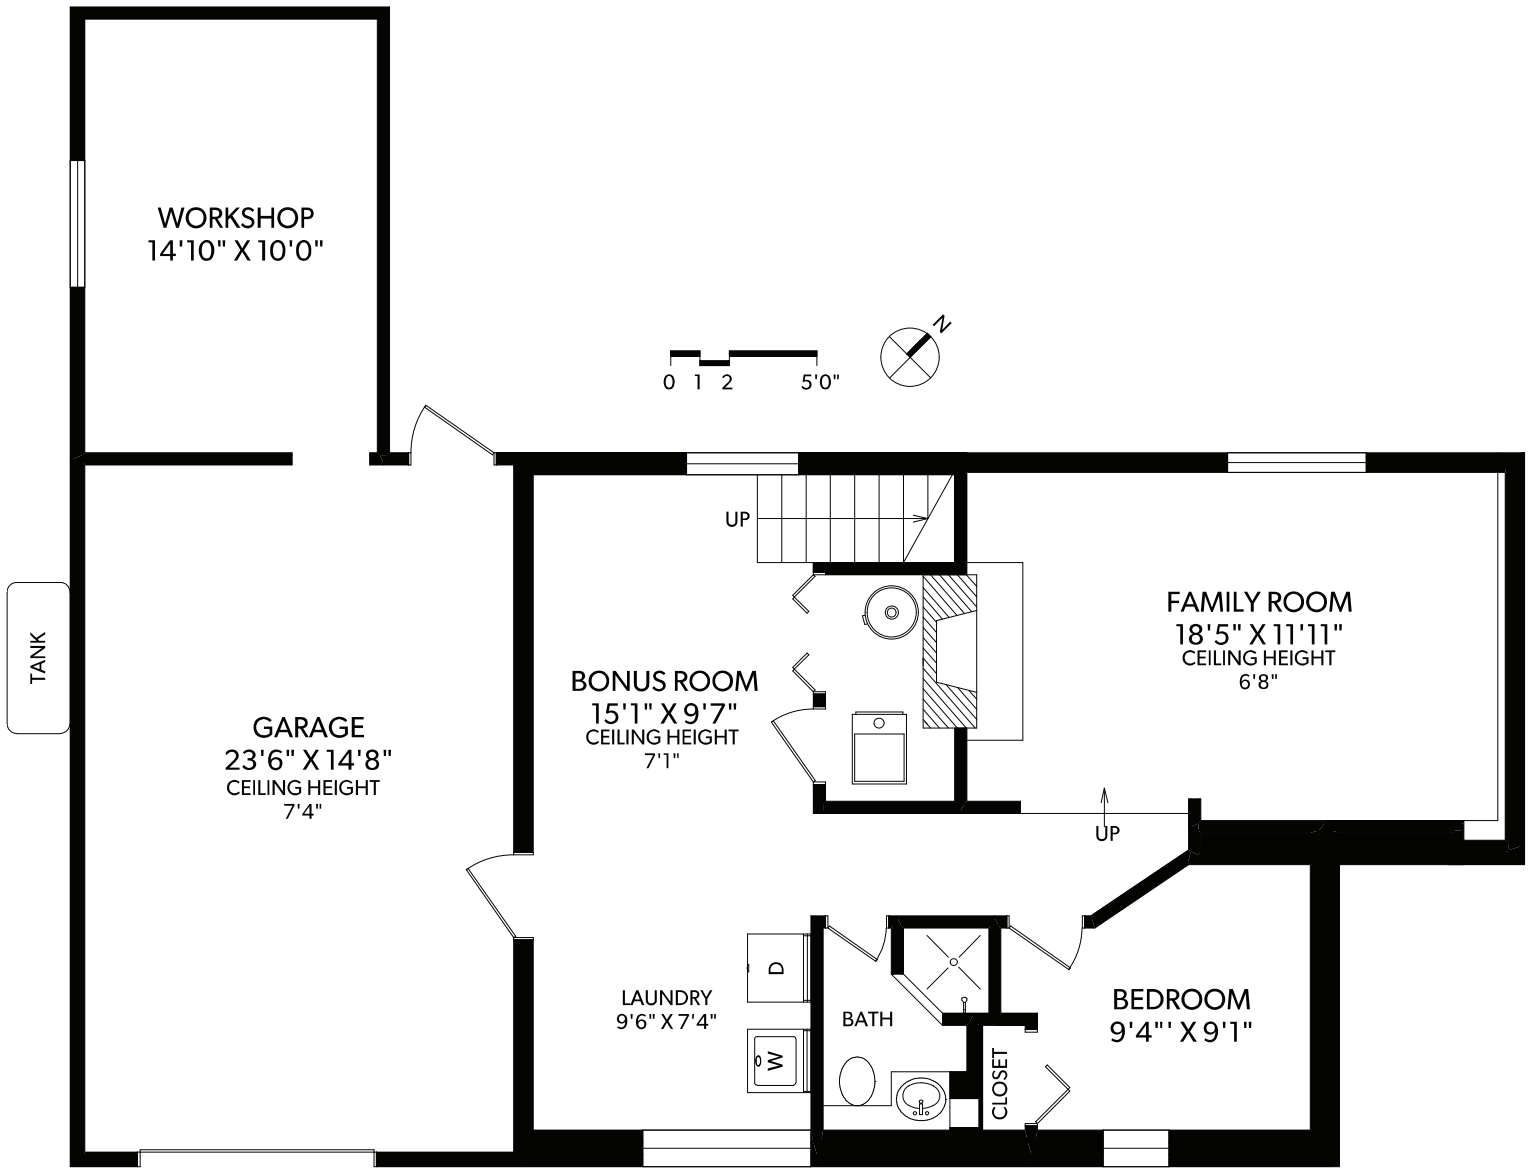 WORKSHOP
14'10" X 10'0"
N
0 1 2 5'0"
UP
TANK
GARAGE
23'6" X 14'8"
CEILING HEIGHT
7'4"
BONUS ROOM
15'1" X 9'7"
CEILING HEIGHT
7'1"
FAMILY ROOM
18'5" X 11'11"
CEILING HEIGHT
6'8"
UP
LAUNDRY
9'6" X 7'4"
D
W
BATH
CLOSET
BEDROOM
9'4"' X 9'1"